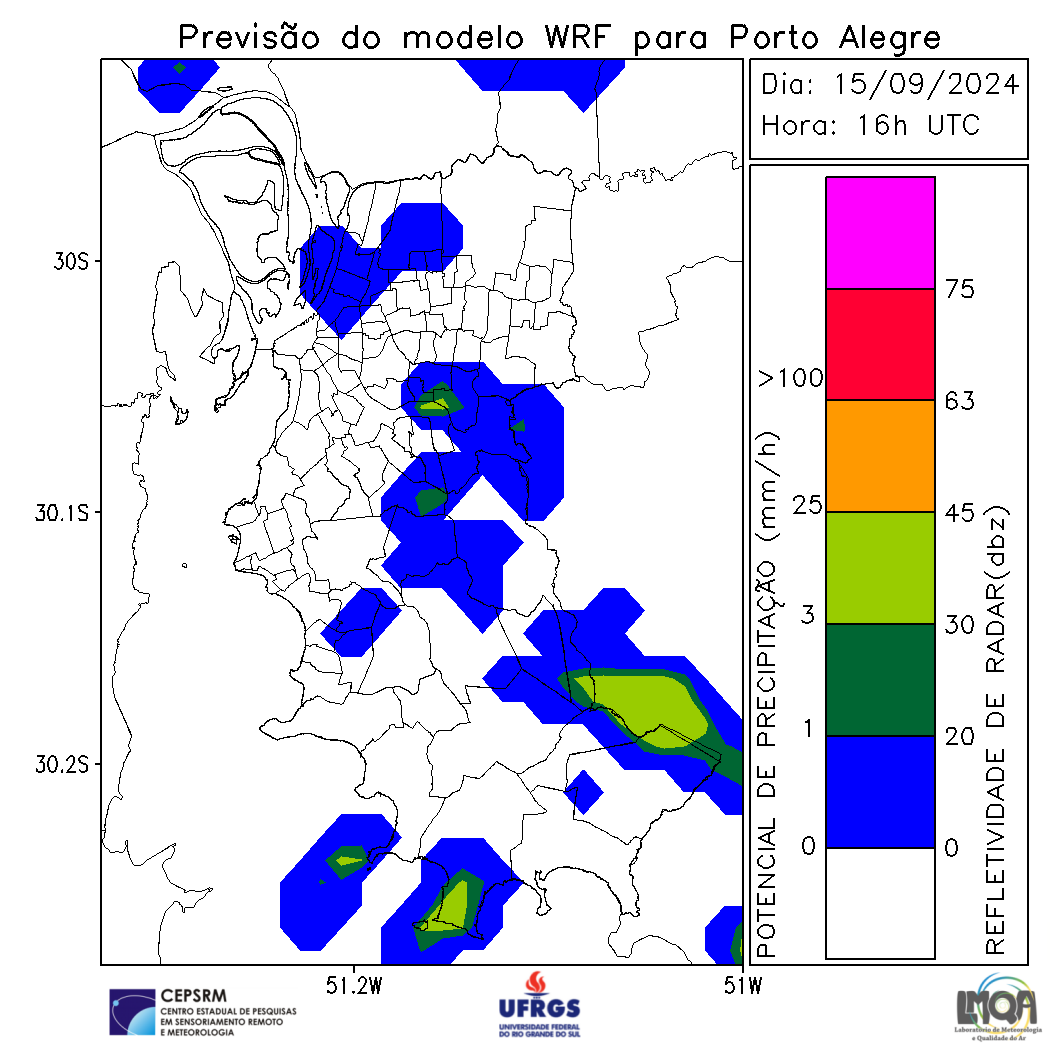 Previsão do modelo WRF para Porto Alegre
Dia: 15/09/2024
Hora: 16h UTC
30S
30.1S
30.2S
51.2W
51W
POTENCIAL DE PRECIPITAÇÃO (mm/h)
>100
25
3
1
0
75
63
45
30
20
0
REFLETIVIDADE DE RADAR(dbz)
CEPSRM
CENTRO ESTADUAL DE PESQUISAS
EM SENSORIAMENTO REMOTO
E METEOROLOGIA
UFRGS
UNIVERSIDADE FEDERAL
DO RIO GRANDE DO SUL
LMQA
Laboratório de Meteorologia
e Qualidade do Ar